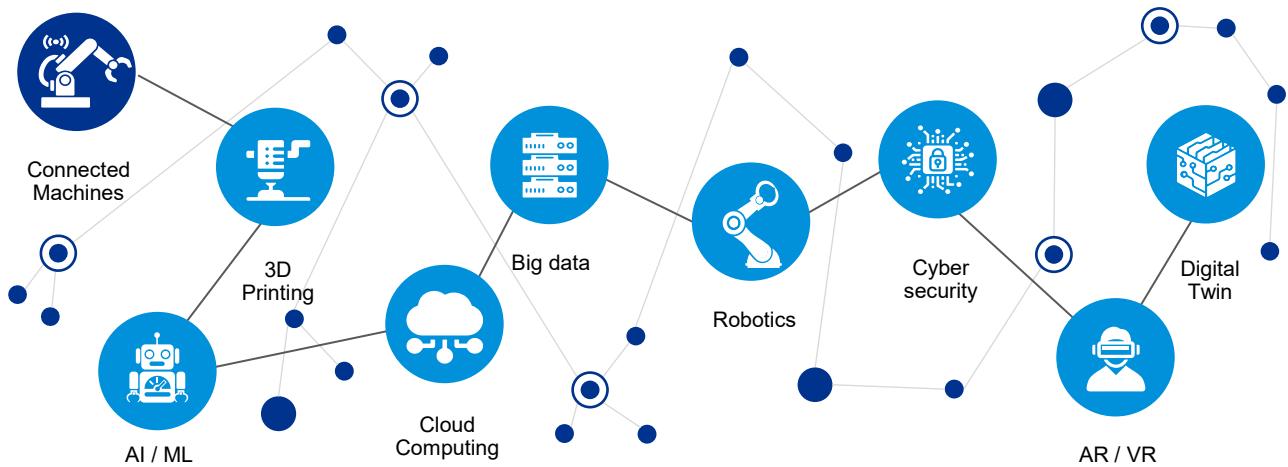 Connected
Machines
3D
Printing
AI / ML
Cloud
Computing
Big data
Robotics
Cyber
security
AR / VR
Digital
Twin